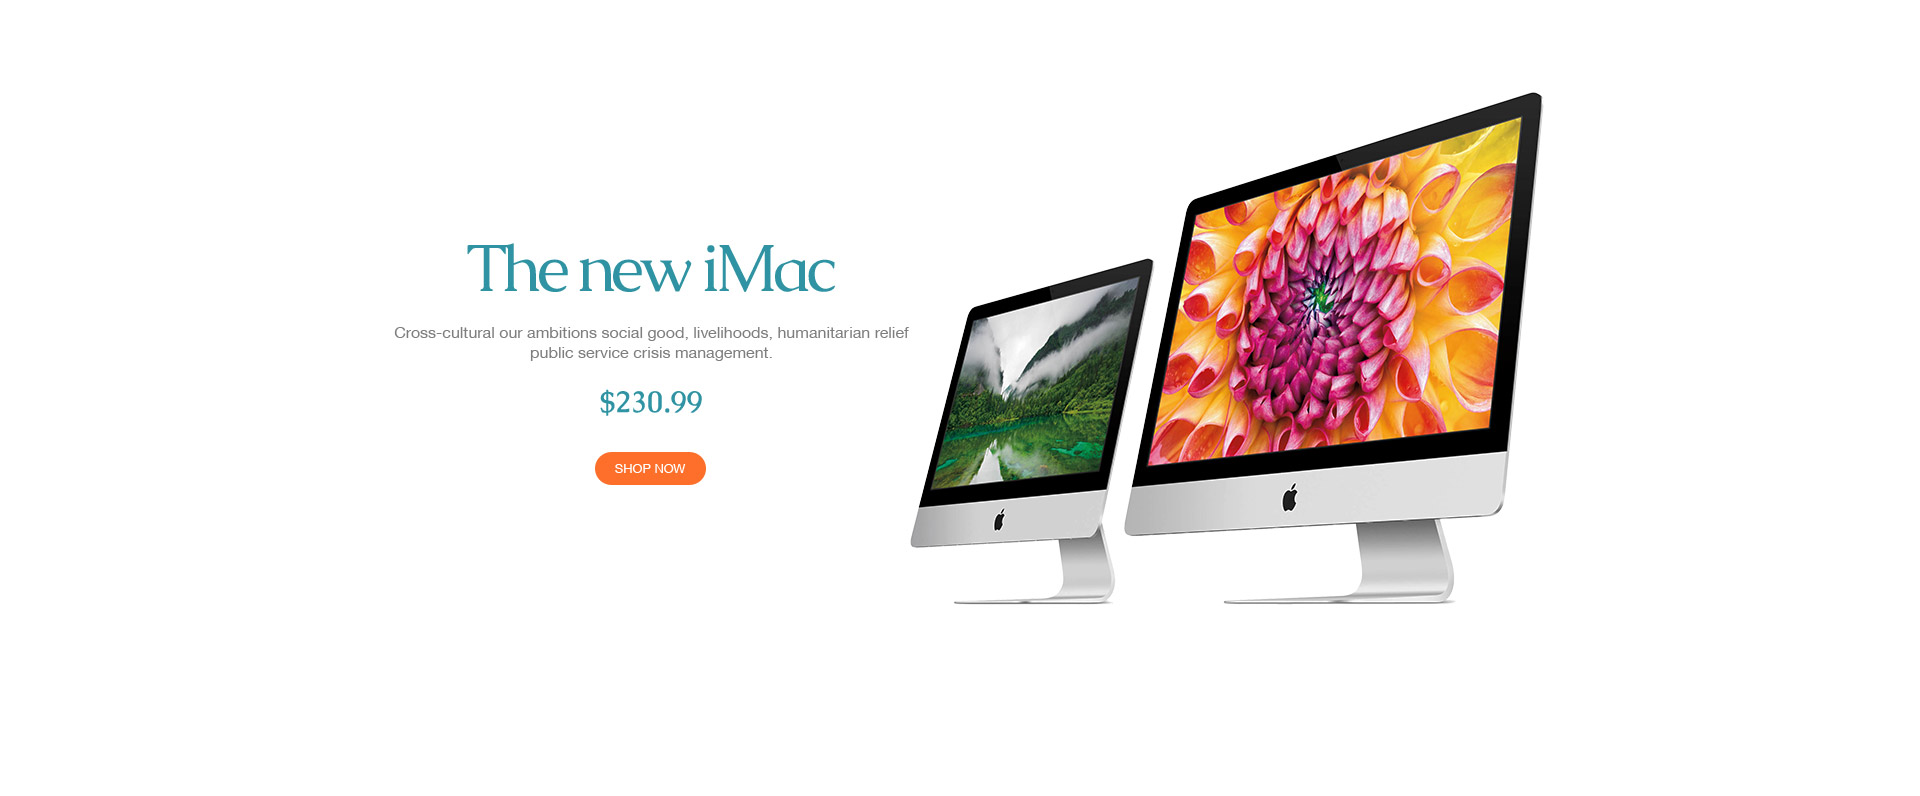 The new iMac
Cross-cultural our ambitions social good, livelihoods, humanitarian relief
public service crisis management.
$230.99
SHOP NOW